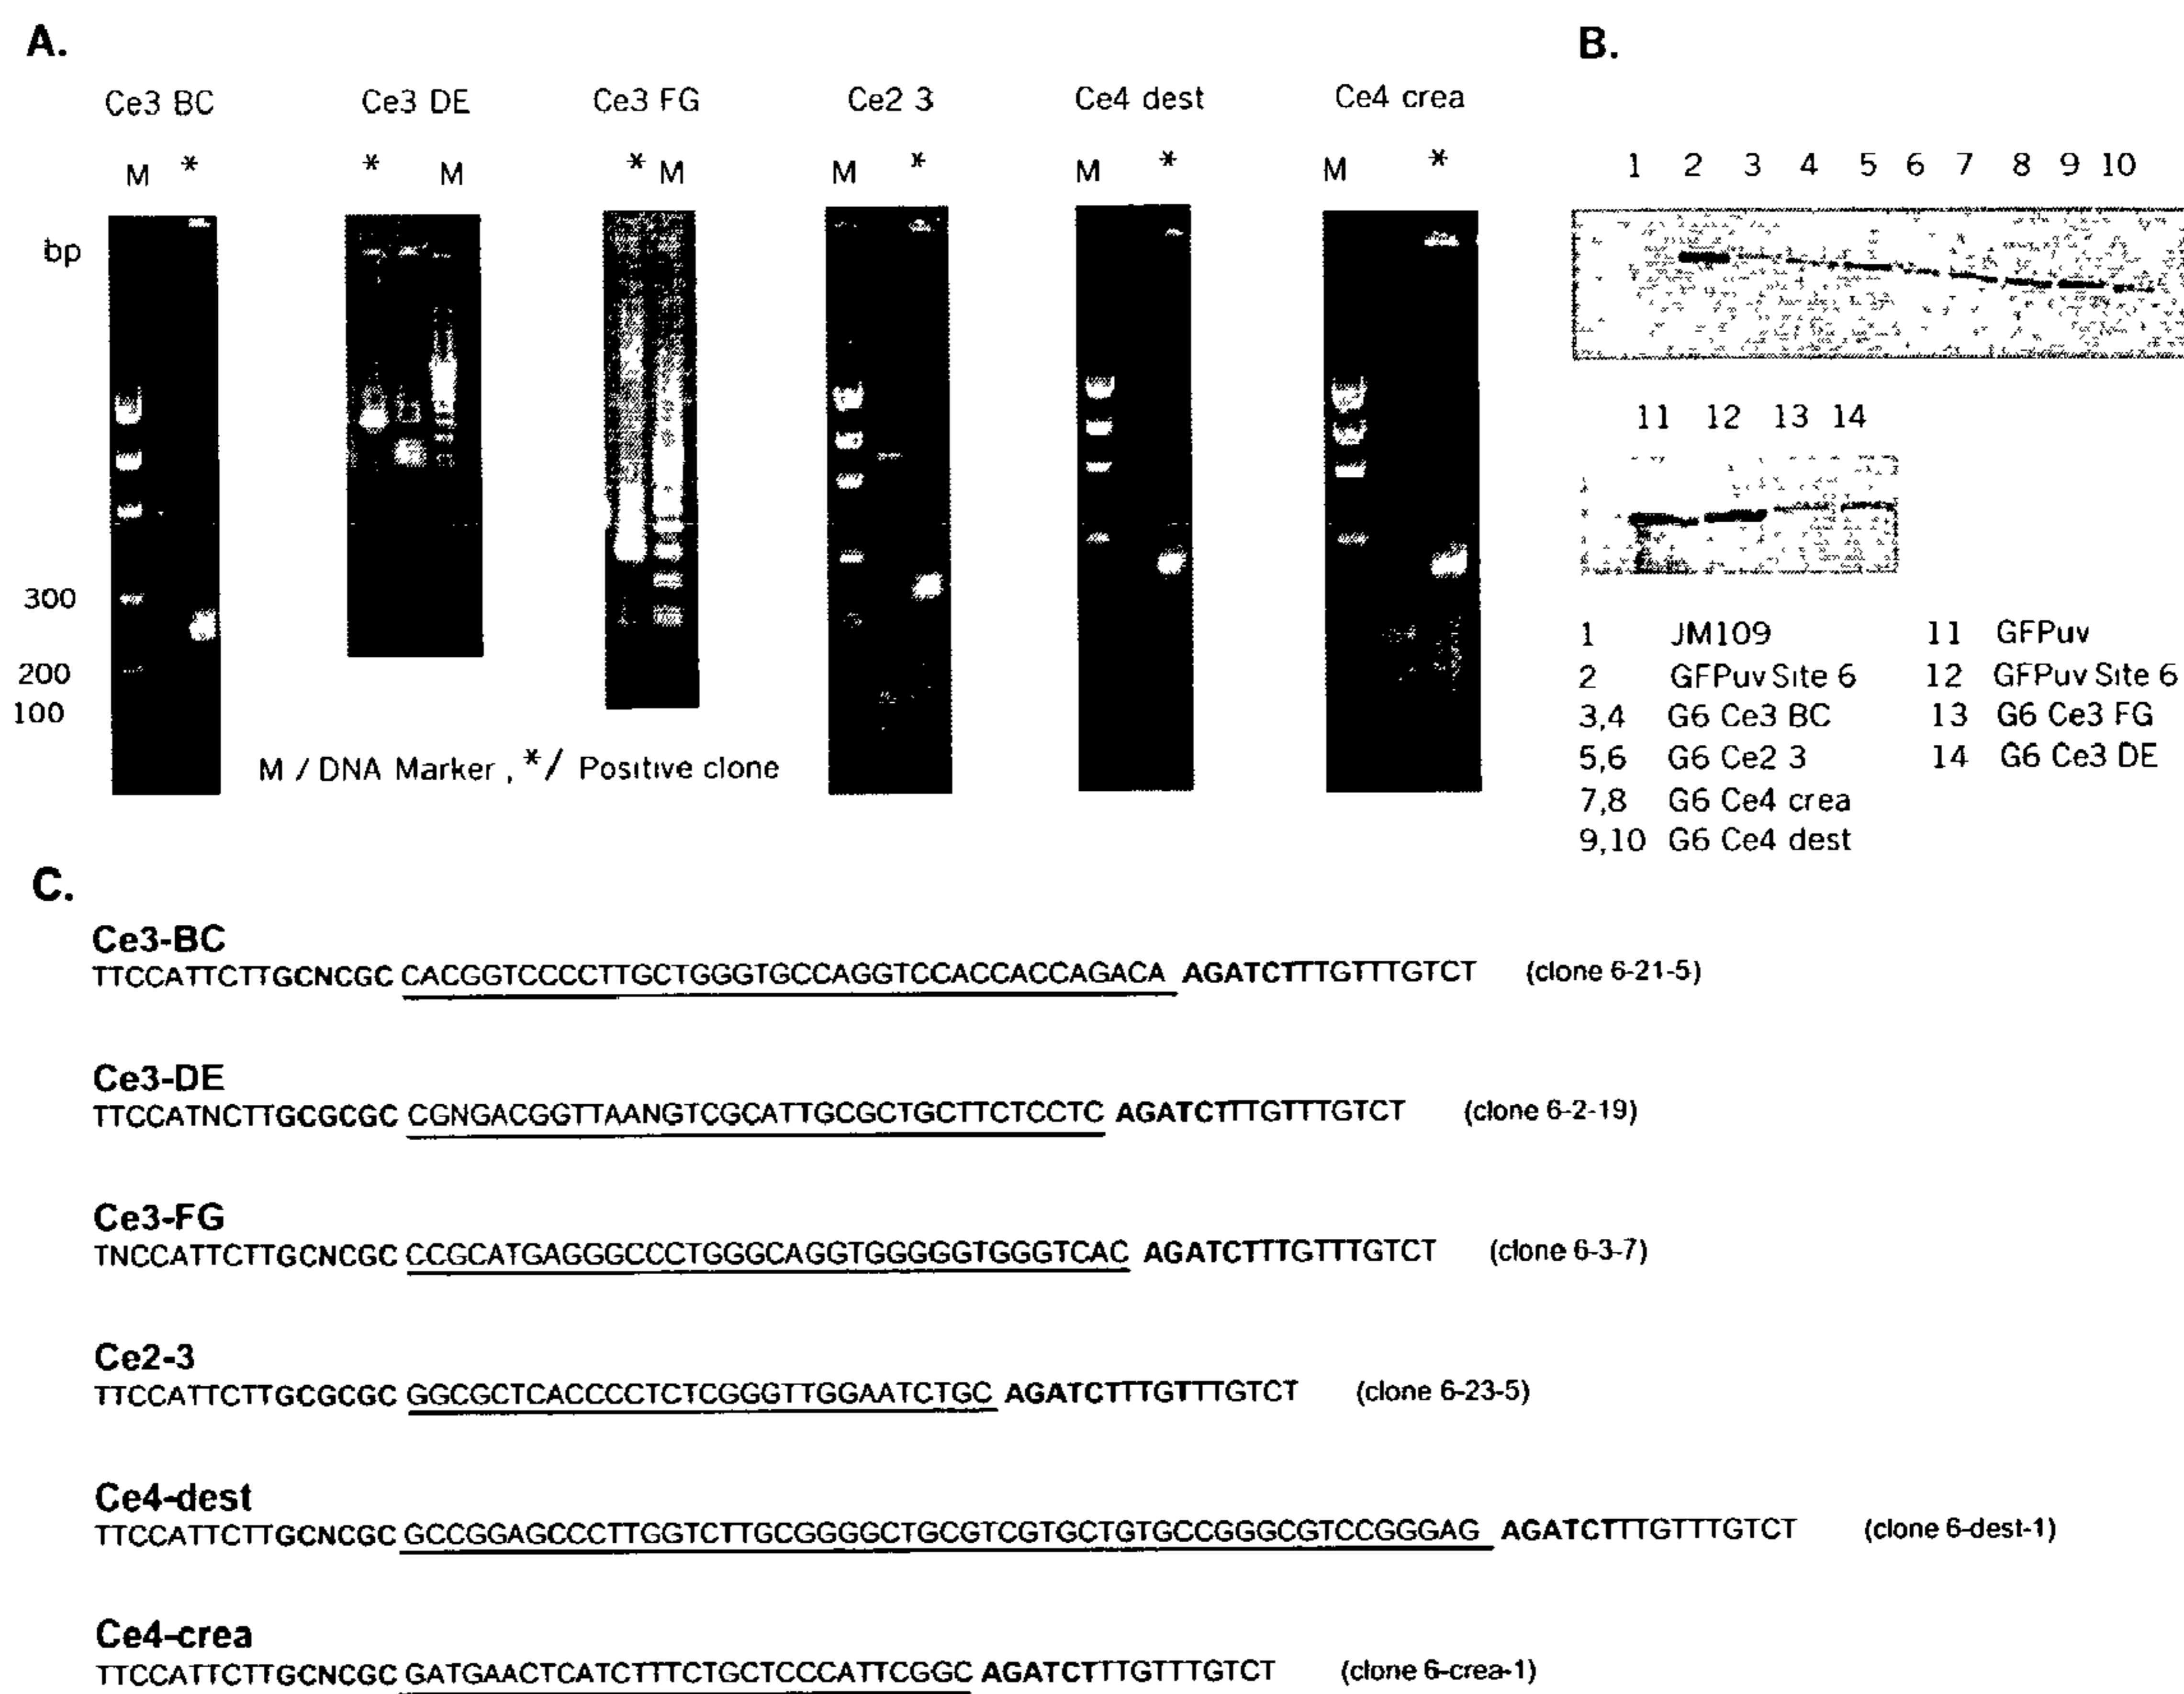 A.
Ce3 BC Ce3 DE Ce3 FG Ce2 3 Ce4 dest Ce4 crea
M * * M * M M * M * M *
bp
300
200
100
M / DNA Marker , */ Positive clone
B.
1 2 3 4 5 6 7 8 9 10
11 12 13 14
1 JM109 11 GFPuv
2 GFPuv Site 6 12 GFPuv Site 6
3,4 G6 Ce3 BC 13 G6 Ce3 FG
5,6 G6 Ce2 3 14 G6 Ce3 DE
7,8 G6 Ce4 crea
9,10 G6 Ce4 dest
C.
Ce3-BC
TTCCATTCTTGCNCGC CACGGTCCCCTTGCTGGGTGCCAGGTCCACCACCAGACA AGATCTTTGTTTGTCT (clone 6-21-5)
Ce3-DE
TTCCATNCTTGCGCGC CGNGACGGTTAANGTCGCATTGCGCTGCTTCTCCTC AGATCTTTGTTTGTCT (clone 6-2-19)
Ce3-FG
TNCCATTCTTGCNCGC CCGCATGAGGGCCCTGGGCAGGTGGGGGTGGGTCAC AGATCTTTGTTTGTCT (clone 6-3-7)
Ce2-3
TTCCATTCTTGCGCGC GGCGCTCACCCCTCTCGGGTTGGAATCTGC AGATCTTTGTTTGTCT (clone 6-23-5)
Ce4-dest
TTCCATTCTTGCNCGC GCCGGAGCCCTTGGTCTTGCGGGGCTGCGTCGTGCTGTGCCGGGCGTCCGGGAG AGATCTTTGTTTGTCT (clone 6-dest-1)
Ce4-crea
TTCCATTCTTGCNCGC GATGAACTCATCTTTCTGCTCCCATTCGGC AGATCTTTGTTTGTCT (clone 6-crea-1)